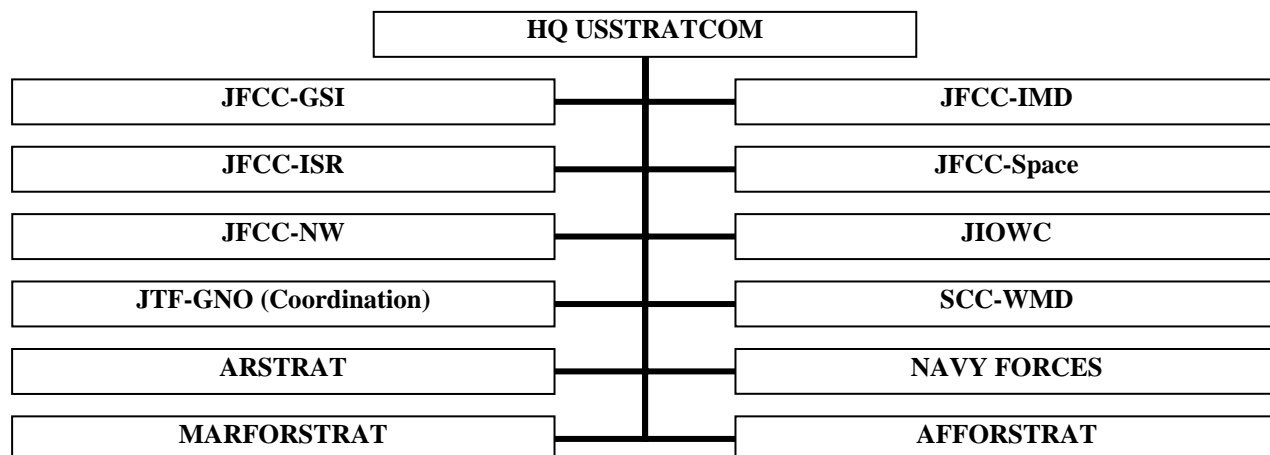 HQ USSTRATCOM
JFCC-GSI
JFCC-IMD
JFCC-ISR
JFCC-Space
JFCC-NW
JIOWC
JTF-GNO (Coordination)
SCC-WMD
ARSTRAT
NAVY FORCES
MARFORSTRAT
AFFORSTRAT